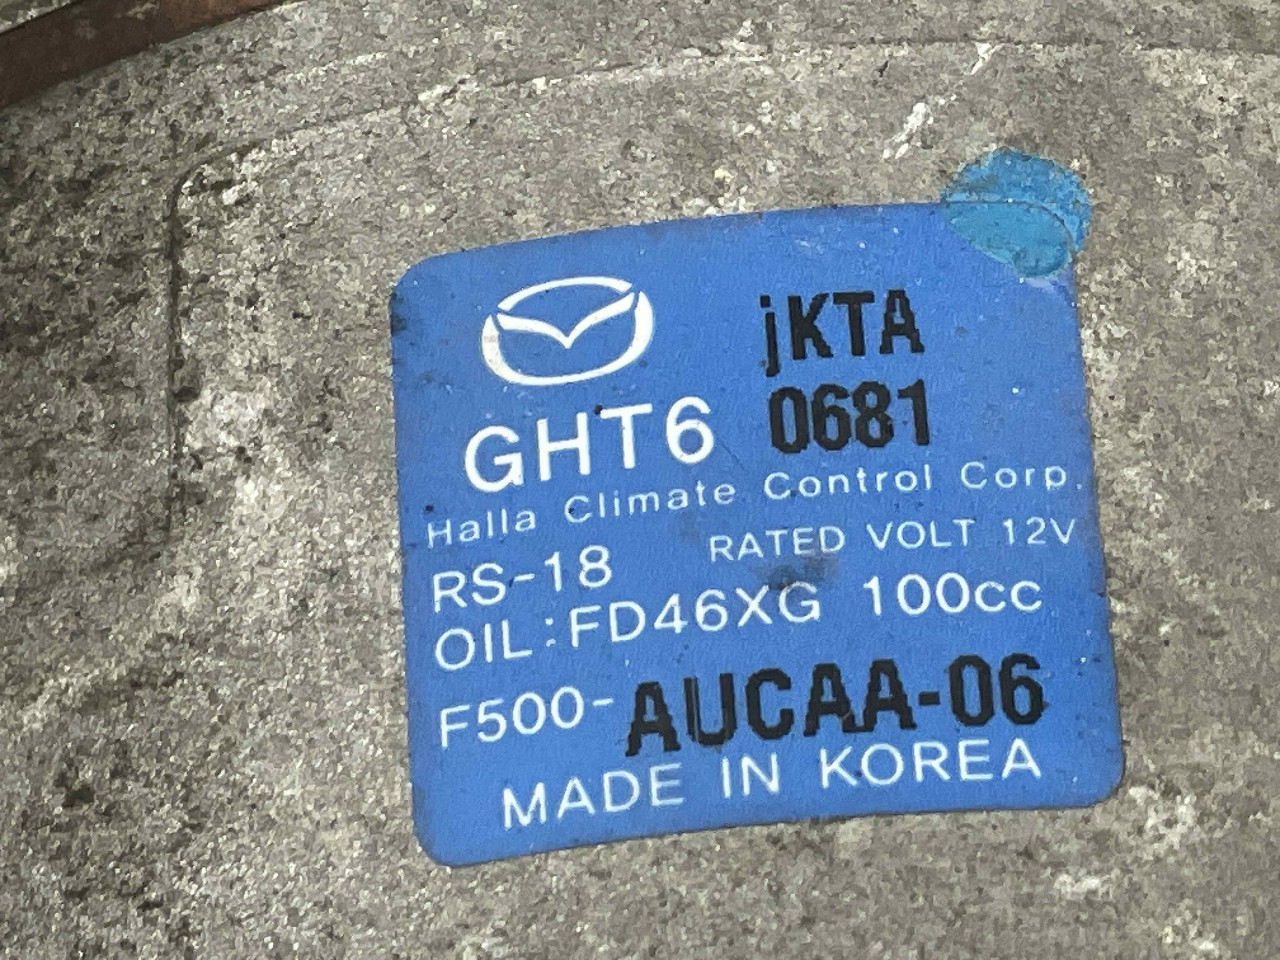 jKTA
GHT6 0681
Halla Climate Control Corp.
RS-18 RATED VOLT 12V
OIL:FD46XG 100cc
F500-AUCAA-06
MADE IN KOREA